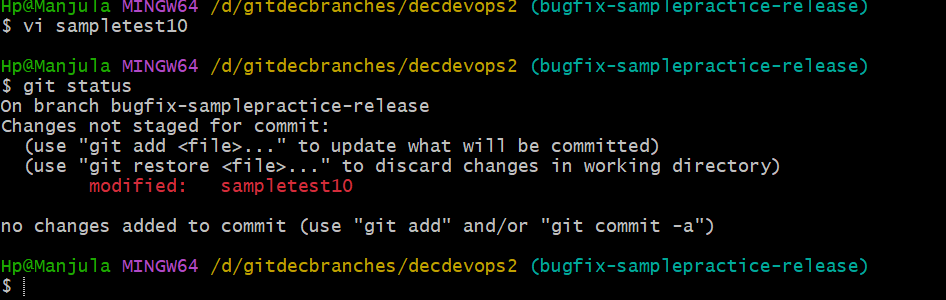 Hp@Manjula MINGW64 /d/gitdecbranches/decdevops2 (bugfix-samplepractice-release)
$ vi sampletest10
Hp@Manjula MINGW64 /d/gitdecbranches/decdevops2 (bugfix-samplepractice-release)
$ git status
On branch bugfix-samplepractice-release
Changes not staged for commit:
  (use "git add <file>..." to update what will be committed)
  (use "git restore <file>..." to discard changes in working directory)
        modified:   sampletest10
no changes added to commit (use "git add" and/or "git commit -a")
Hp@Manjula MINGW64 /d/gitdecbranches/decdevops2 (bugfix-samplepractice-release)
$